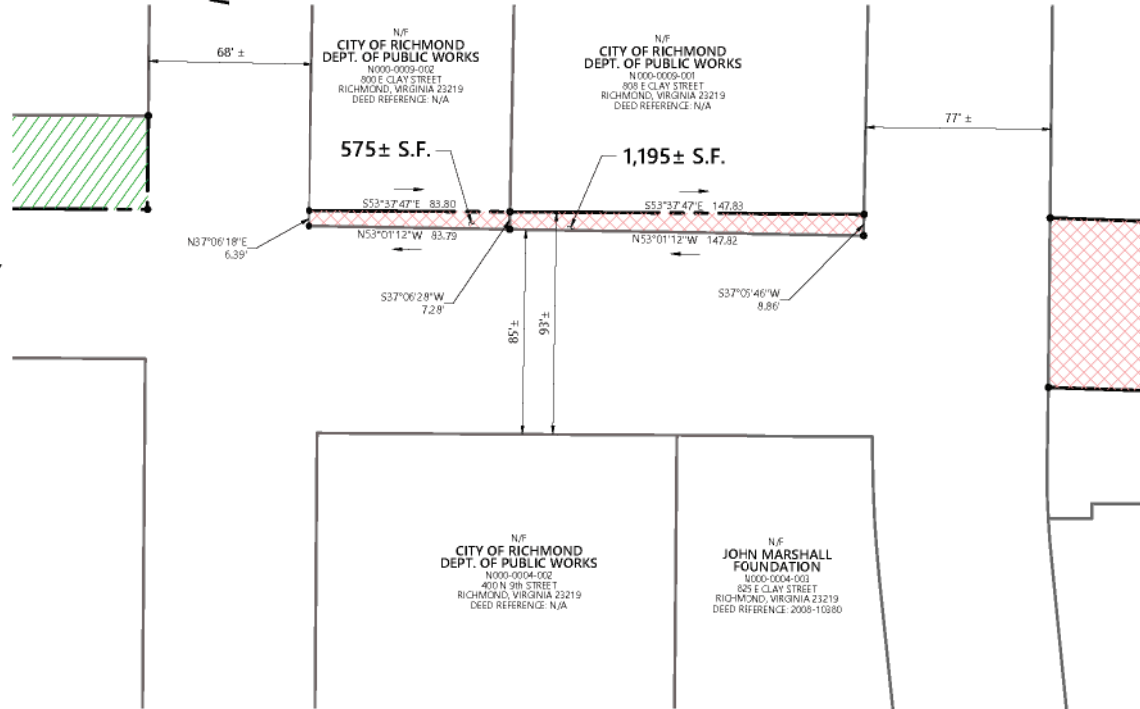 68' ±
N/F
CITY OF RICHMOND
DEPT. OF PUBLIC WORKS
N000-0009-002
800 E CLAY STREET
RICHMOND, VIRGINIA 23219
DEED REFERENCE: N/A
N/F
CITY OF RICHMOND
DEPT. OF PUBLIC WORKS
N000-0009-001
808 E CLAY STREET
RICHMOND, VIRGINIA 23219
DEED REFERENCE: N/A
77' ±
575± S.F.
1,195± S.F.
S53°37'47"E 83.80
S53°37'47"E 147.83
N53°01'12"W 83.79
N53°01'12"W 147.82
N37°06'18"E
6.39'
S37°06'28"W
7.28'
S37°05'46"W
8.86'
85'±
93'±
N/F
CITY OF RICHMOND
DEPT. OF PUBLIC WORKS
N000-0004-002
400 N 9th STREET
RICHMOND, VIRGINIA 23219
DEED REFERENCE: N/A
N/F
JOHN MARSHALL
FOUNDATION
N000-0004-003
825 E CLAY STREET
RICHMOND, VIRGINIA 23219
DEED REFERENCE: 2008-10380